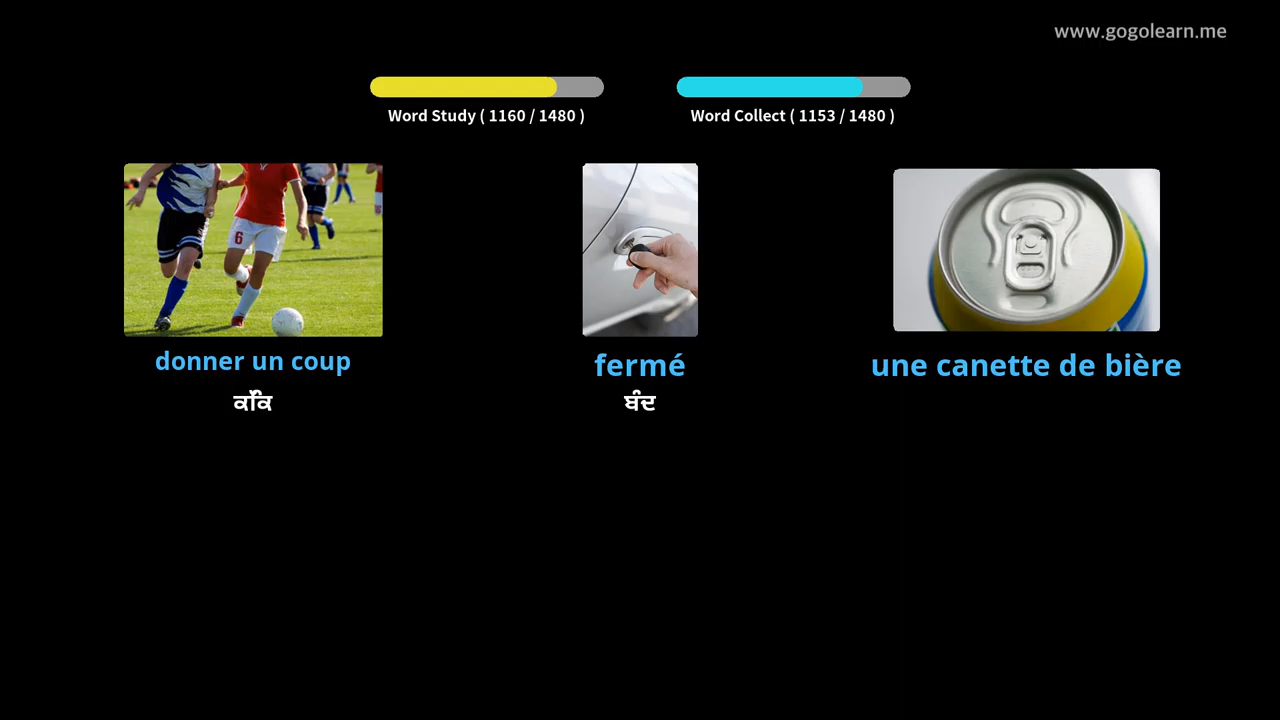 www.gogolearn.me
Word Study ( 1160 / 1480 )
Word Collect ( 1153 / 1480 )
6
donner un coup
fermé
une canette de bière
ਕਿੱਕ
ਬੰਦ